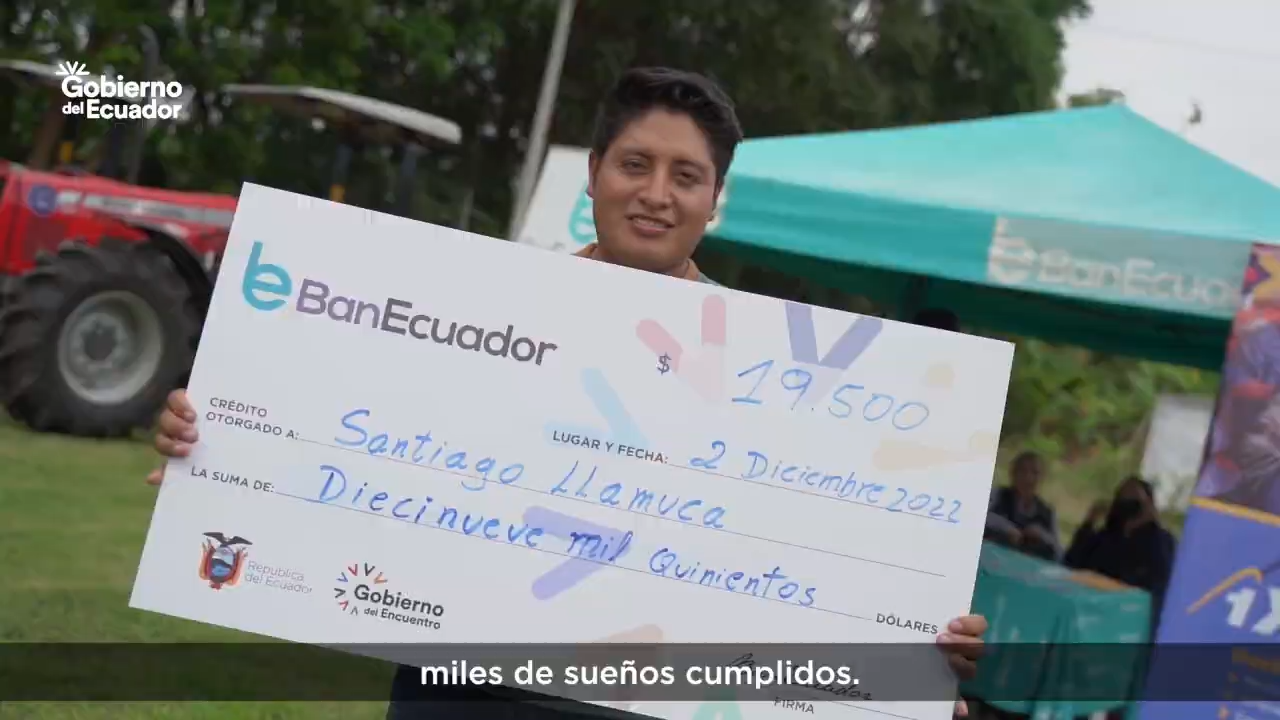 Gobierno
del Ecuador
BanEcuador
BanEcuador
$ 19.500
CRÉDITO
OTORGADO A: Santiago LLamuca
LUGAR Y FECHA: 2 Diciembre 2022
LA SUMA DE: Diecinueve mil Quinientos
DÓLARES
República
del Ecuador
Gobierno
del Encuentro
FIRMA
miles de sueños cumplidos.